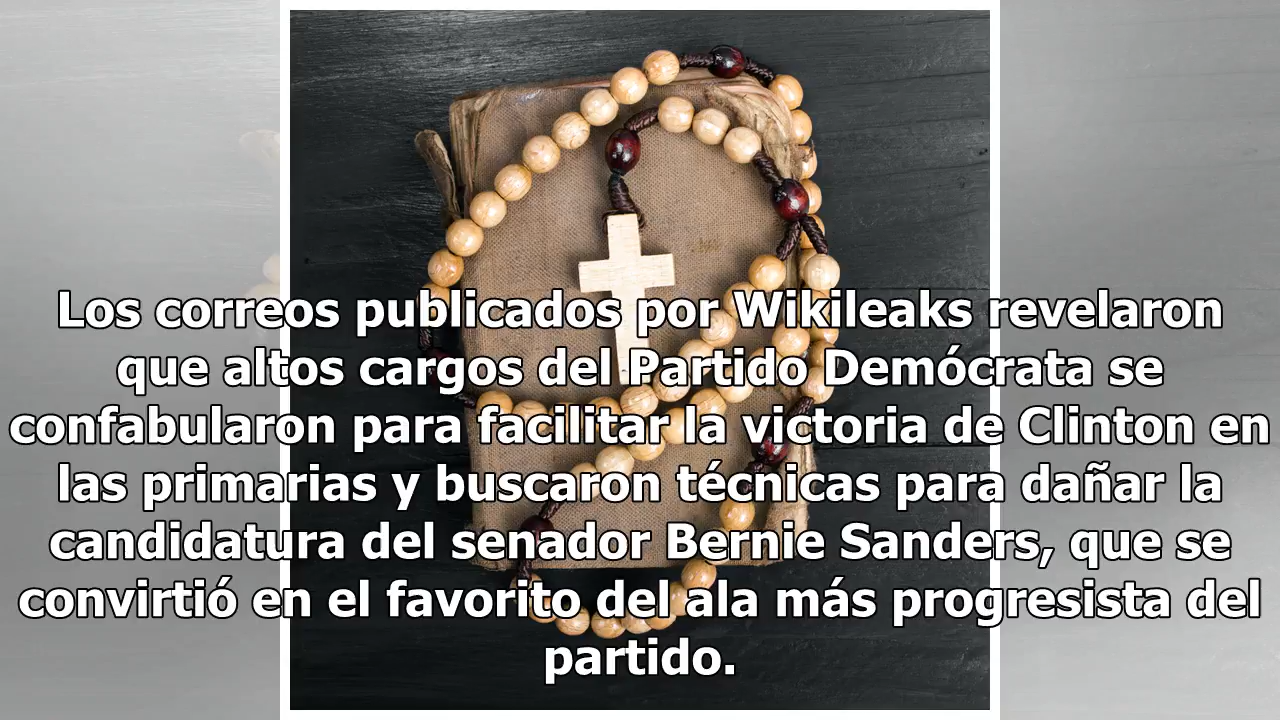 Los correos publicados por Wikileaks revelaron
que altos cargos del Partido Demócrata se
confabularon para facilitar la victoria de Clinton en
las primarias y buscaron técnicas para dañar la
candidatura del senador Bernie Sanders, que se
convirtió en el favorito del ala más progresista del
partido.